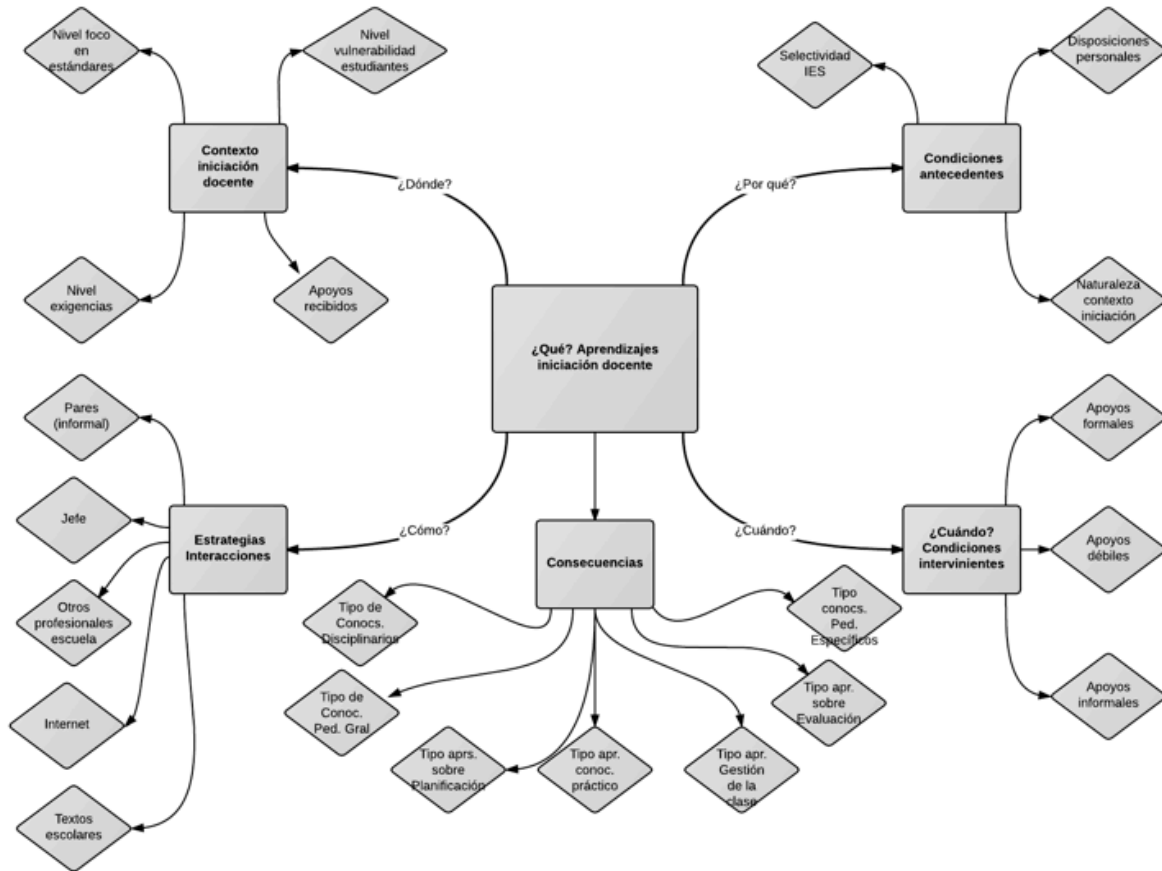 Nivel foco
en
estándares
Nivel
vulnerabilidad
estudiantes
Contexto
iniciación
docente
Nivel
exigencias
Apoyos
recibidos
¿Dónde?
Selectividad
IES
Disposiciones
personales
Condiciones
antecedentes
¿Por qué?
Naturaleza
contexto
iniciación
¿Qué? Aprendizajes
iniciación docente
Pares
(informal)
Jefe
Otros
profesionales
escuela
Internet
Textos
escolares
Estrategias
Interacciones
¿Cómo?
Consecuencias
Tipo de
Conocs.
Disciplinarios
Tipo de
Conoc.
Ped. Gral
Tipo aprs.
sobre
Planificación
Tipo apr.
conoc.
práctico
Tipo apr.
Gestión
de la
clase
Tipo apr.
sobre
Evaluación
Tipo
conocs.
Ped.
Específicos
¿Cuándo?
¿Cuándo?
Condiciones
intervinientes
Apoyos
formales
Apoyos
débiles
Apoyos
informales